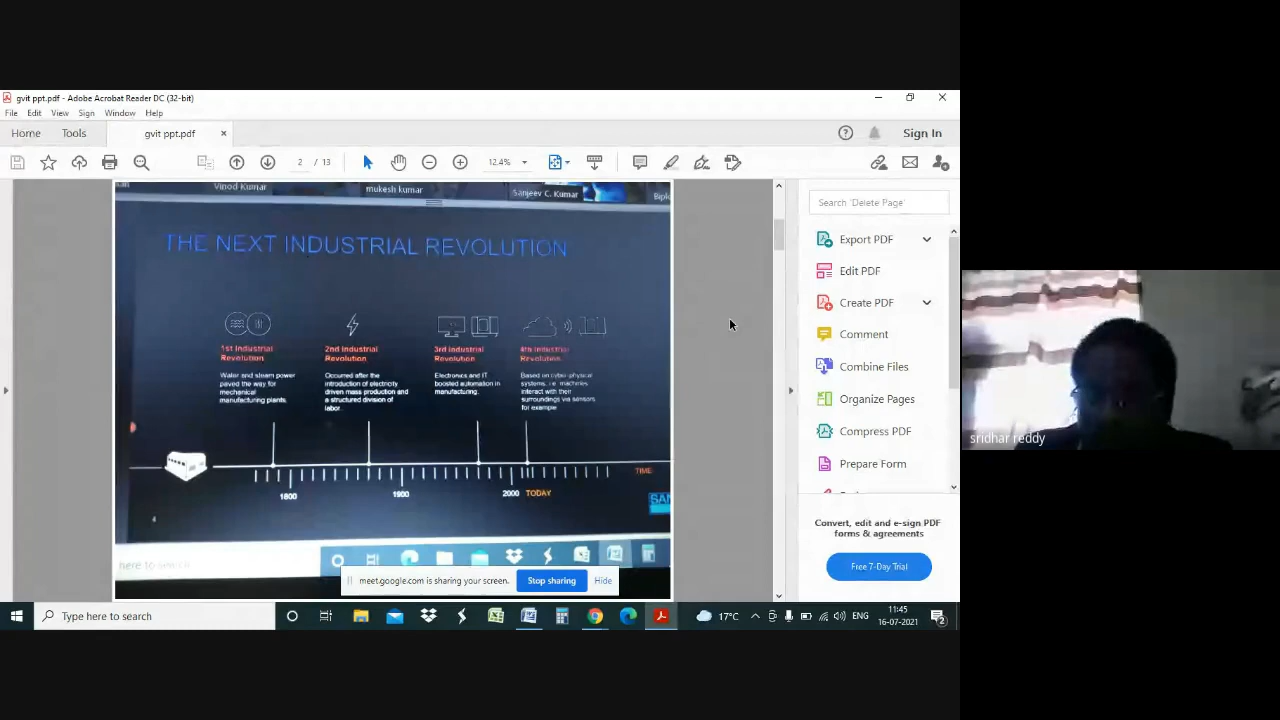 gvit ppt.pdf - Adobe Acrobat Reader DC (32-bit)
File Edit View Sign Window Help
Home Tools gvit ppt.pdf × Sign In
2 / 13 12.4%
Vinod Kumar mukesh kumar Sanjeev C. Kumar
THE NEXT INDUSTRIAL REVOLUTION
1st Industrial
Revolution
Water and steam power
paved the way for
mechanical
manufacturing plants.
2nd Industrial
Revolution
Occurred after the
introduction of electricity
driven mass production and
a structured division of
labor.
3rd Industrial
Revolution
Electronics and IT
boosted automation in
manufacturing.
4th Industrial
Revolution
Based on cyber-physical
systems, i.e. machines
interact with their
surroundings via sensors
for example
TIME
1800 1900 2000 TODAY
SAN
4
here to search
meet.google.com is sharing your screen. Stop sharing Hide
Search 'Delete Page'
Export PDF
Edit PDF
Create PDF
Comment
Combine Files
Organize Pages
Compress PDF
Prepare Form
Convert, edit and e-sign PDF
forms & agreements
Free 7-Day Trial
sridhar reddy
Type here to search
17°C ENG
11:45
16-07-2021
2